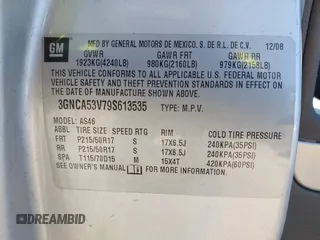 GM
MFD BY GENERAL MOTORS DE MEXICO, S. DE R.L. DE C.V. 12/08
GVWR GAWR FRT GAWR RR
1923KG(4240LB) 980KG(2160LB) 979KG(2158LB)
THIS VEHICLE CONFORMS TO ALL APPLICABLE U.S. FEDERAL
MOTOR VEHICLE SAFETY, BUMPER, AND THEFT PREVENTION
STANDARDS IN EFFECT ON THE DATE OF MANUFACTURE SHOWN ABOVE.
3GNCA53V79S613535 TYPE: M.P.V.
MODEL: AS46
ABBL TIRE SIZE SPEED RTG RIM COLD TIRE PRESSURE
FRT P215/50R17 S 17X6.5J 240KPA(35PSI)
RR P215/50R17 S 17X6.5J 240KPA(35PSI)
SPA T115/70D15 M 15X4T 420KPA(60PSI)
SEE OWNER'S MANUAL FOR MORE INFORMATION.
DREAMBID